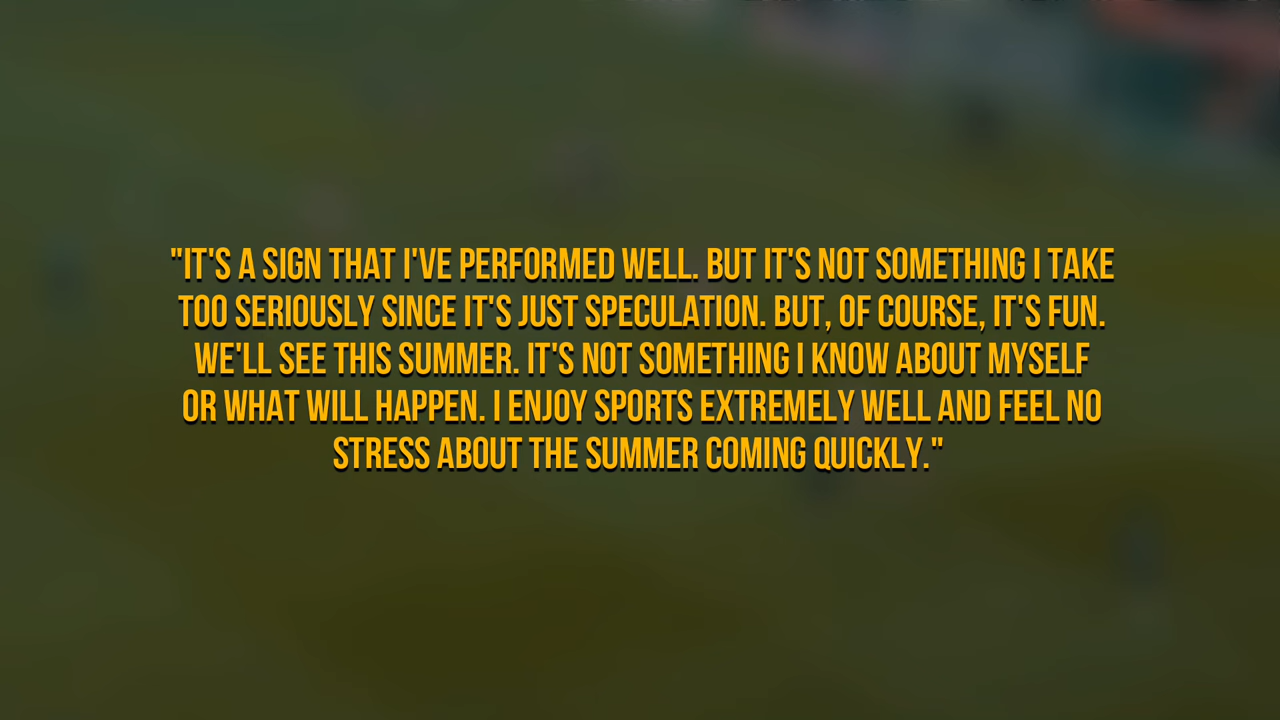 "IT'S A SIGN THAT I'VE PERFORMED WELL. BUT IT'S NOT SOMETHING I TAKE
TOO SERIOUSLY SINCE IT'S JUST SPECULATION. BUT, OF COURSE, IT'S FUN.
WE'LL SEE THIS SUMMER. IT'S NOT SOMETHING I KNOW ABOUT MYSELF
OR WHAT WILL HAPPEN. I ENJOY SPORTS EXTREMELY WELL AND FEEL NO
STRESS ABOUT THE SUMMER COMING QUICKLY."